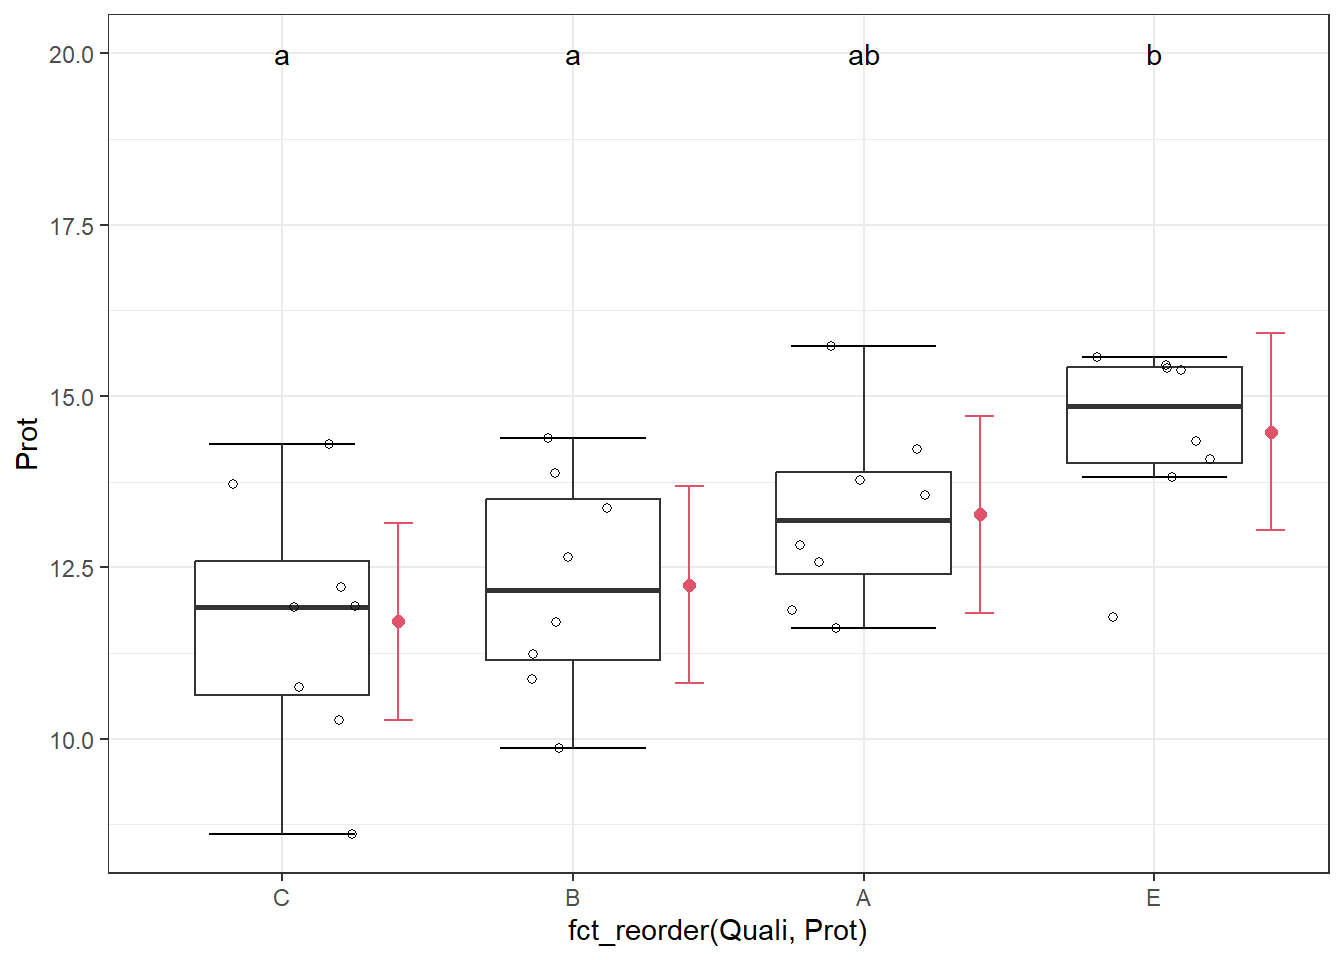 20.0
a a ab b
17.5
15.0
12.5
10.0
Prot
C B A E
fct_reorder(Quali, Prot)